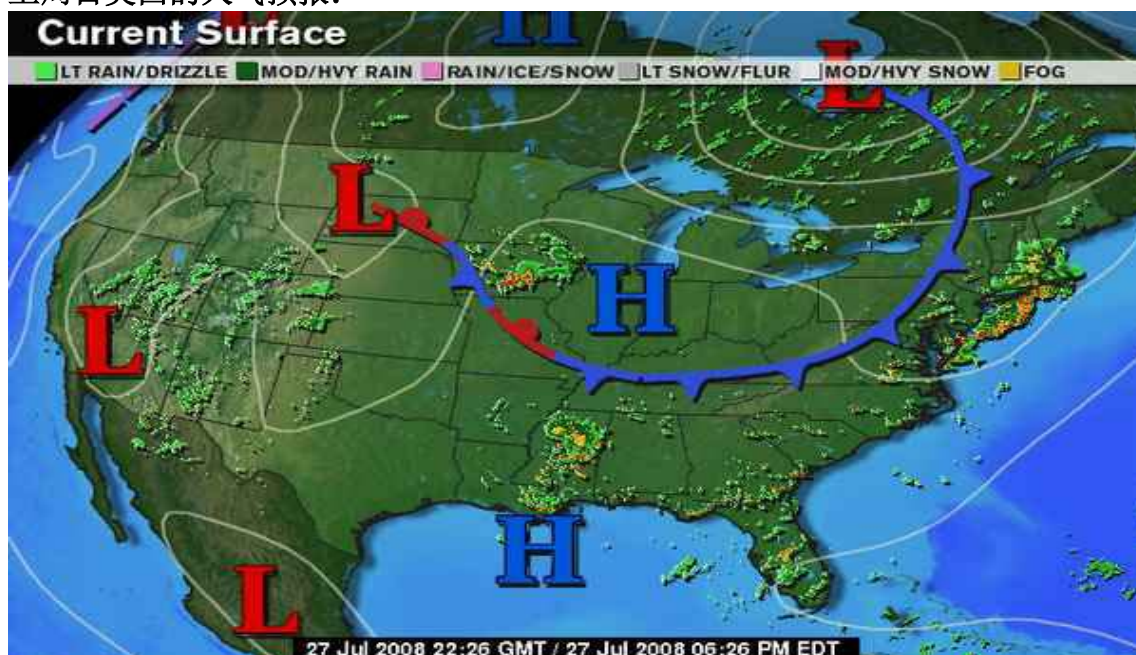 Current Surface
LT RAIN/DRIZZLE MOD/HVY RAIN RAIN/ICE/SNOW LT SNOW/FLUR MOD/HVY SNOW FOG
H
L
L
H
L
H
L
27 Jul 2008 22:26 GMT / 27 Jul 2008 06:26 PM EDT